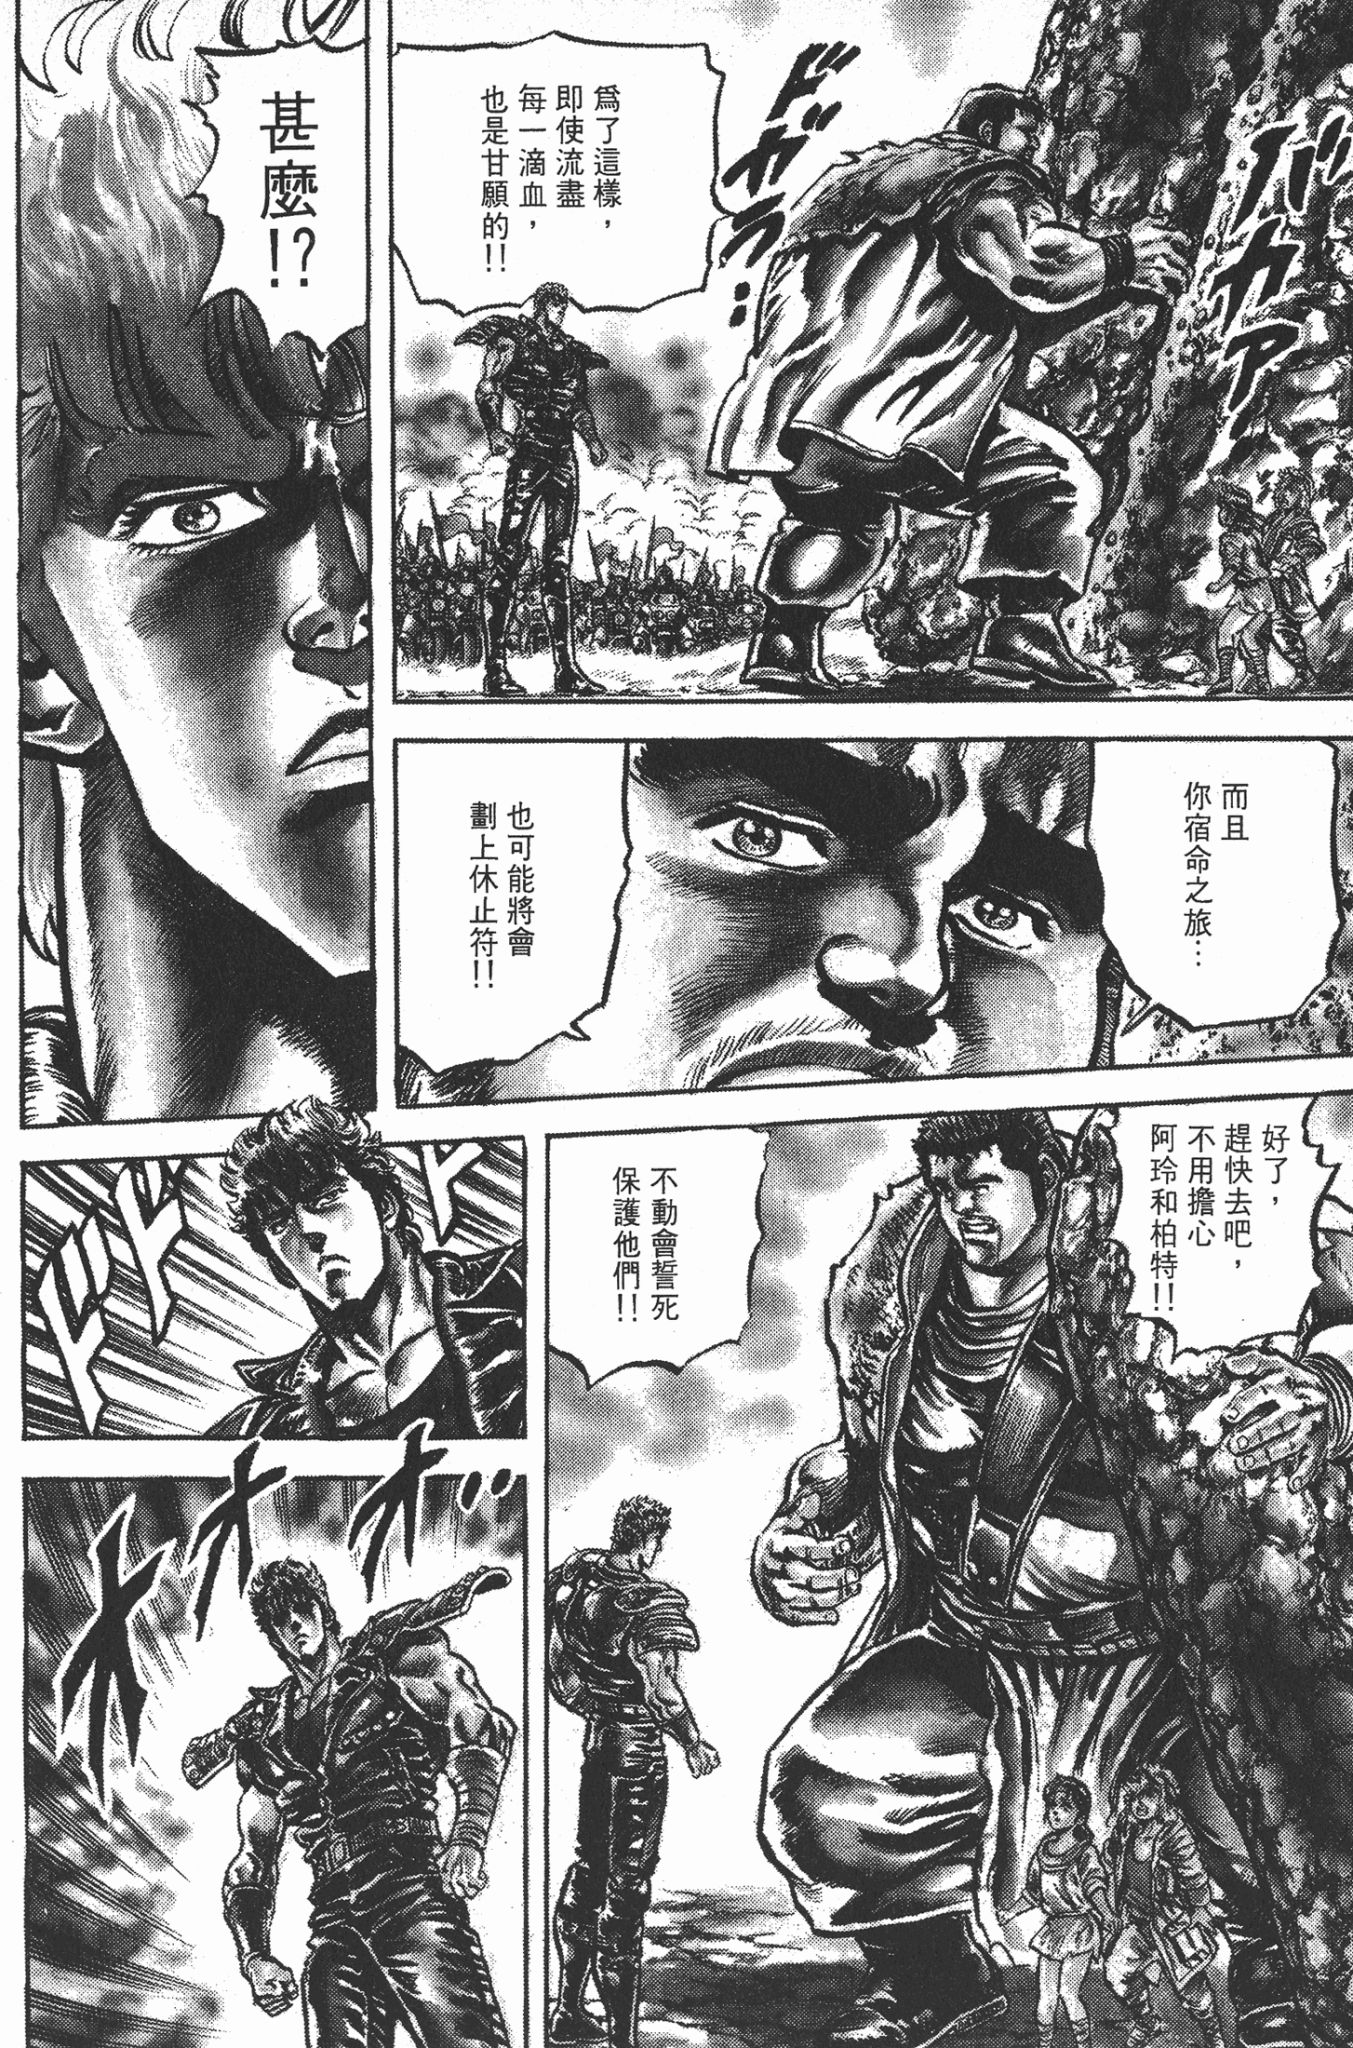 為了這樣，
即使流盡
每一滴血，
也是甘願的!!
バカァッ
ドガラッ…
甚麼!?
而且
你宿命之旅…
也可能將會
劃上休止符!!
好了，
趕快去吧，
不用擔心
阿玲和柏特!!
不動會誓死
保護他們!!
ドド
オオオ…